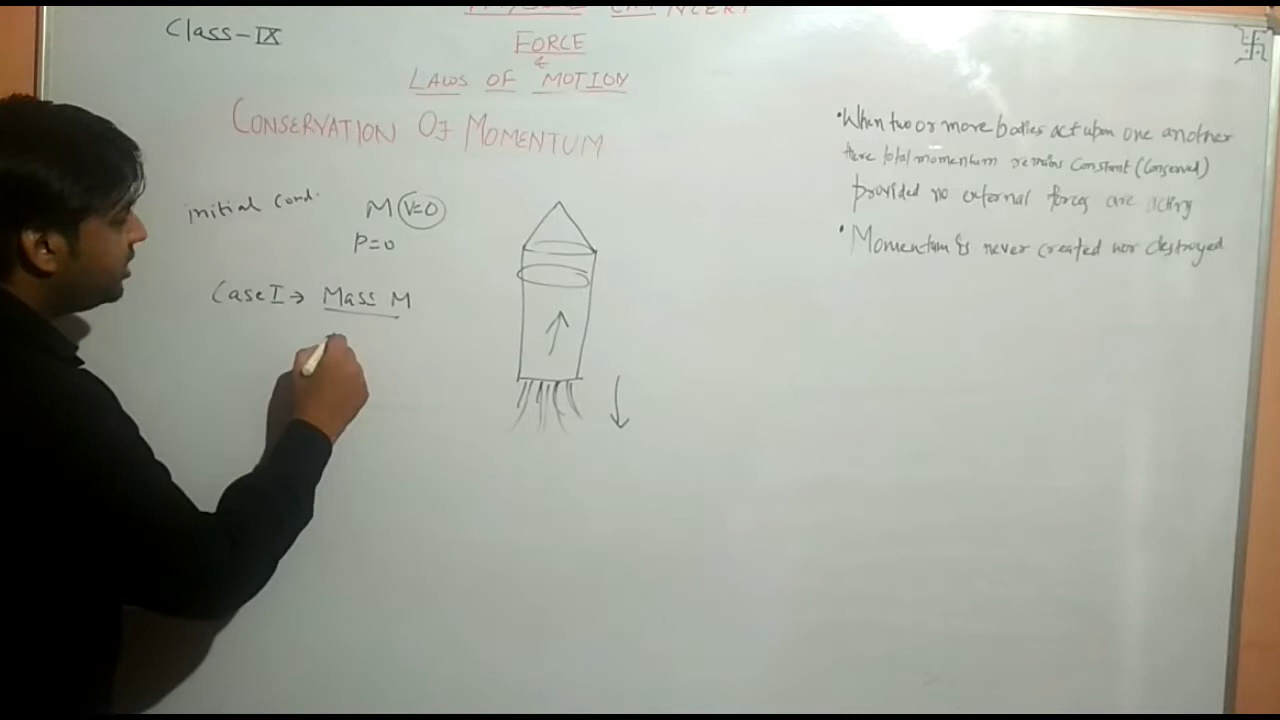 NCERT
Class-IX
FORCE
&
LAWS OF MOTION
CONSERVATION OF MOMENTUM
initial cond.
M V=0
P=0
Case I → Mass M
• When two or more bodies act upon one another
there total momentum remains constant (conserved)
provided no external forces are acting
• Momentum is never created nor destroyed